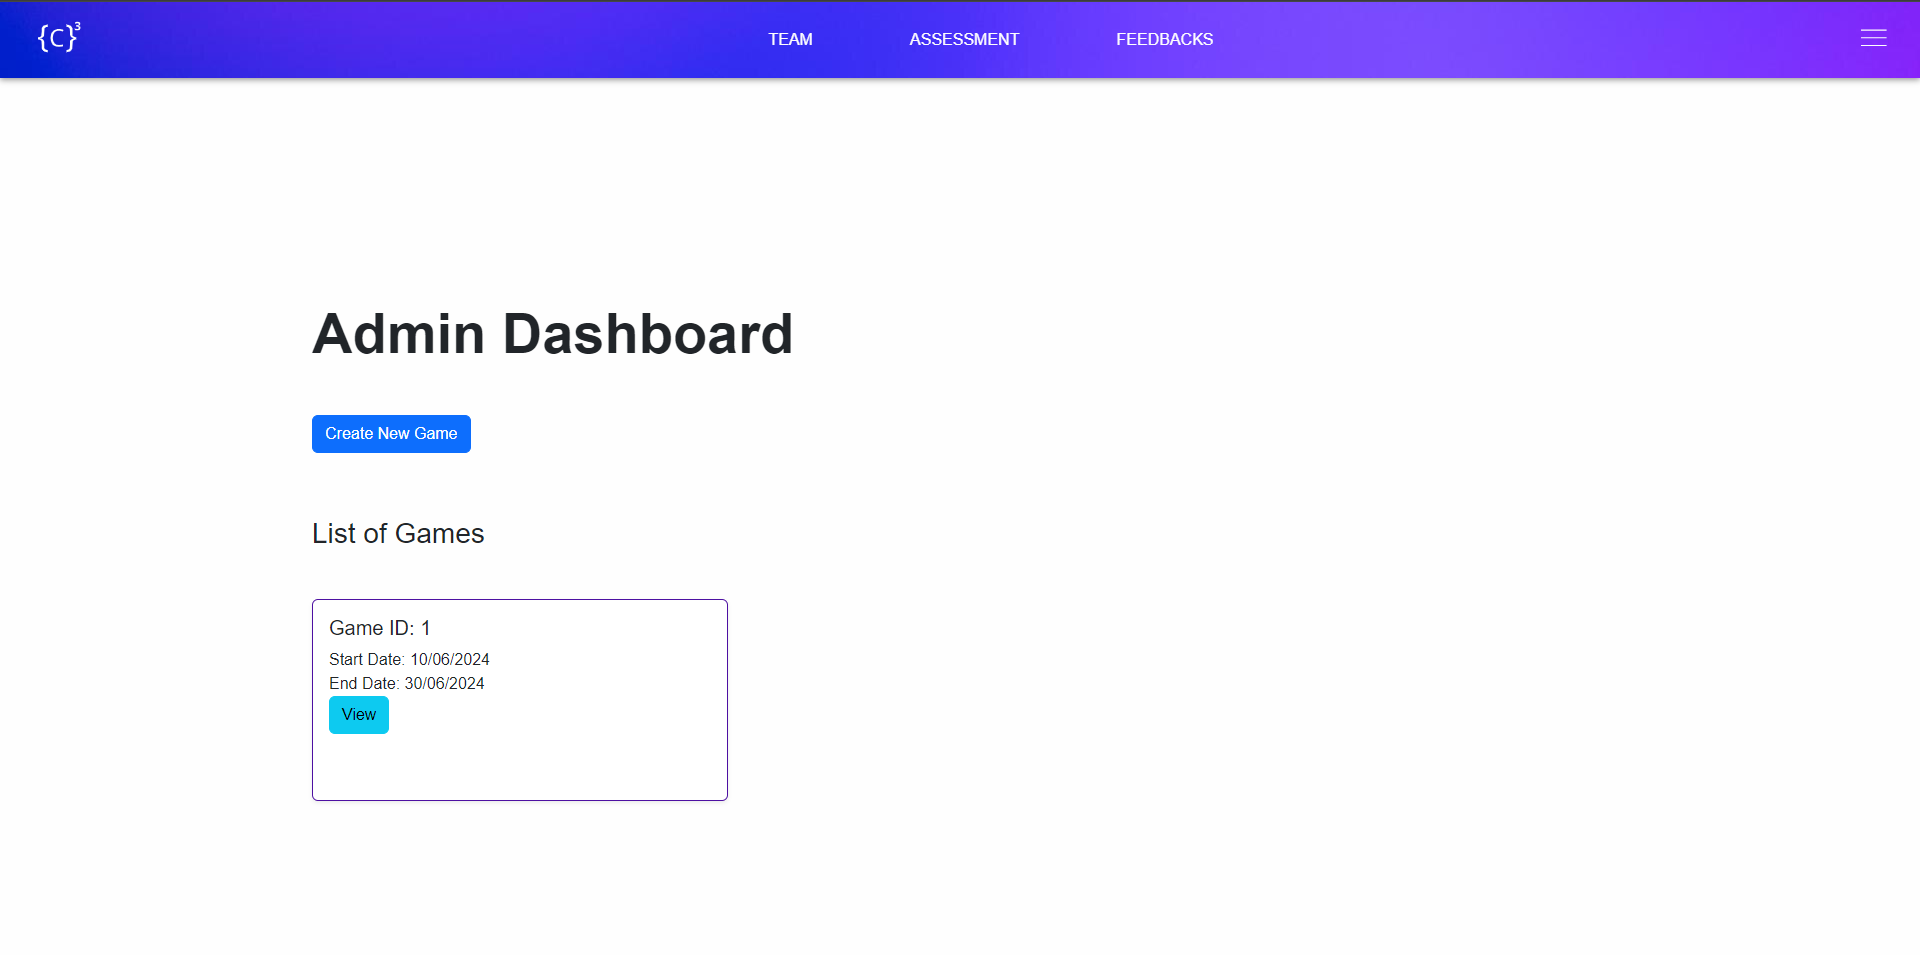 {C}³
TEAM ASSESSMENT FEEDBACKS
Admin Dashboard
Create New Game
List of Games
Game ID: 1
Start Date: 10/06/2024
End Date: 30/06/2024
View